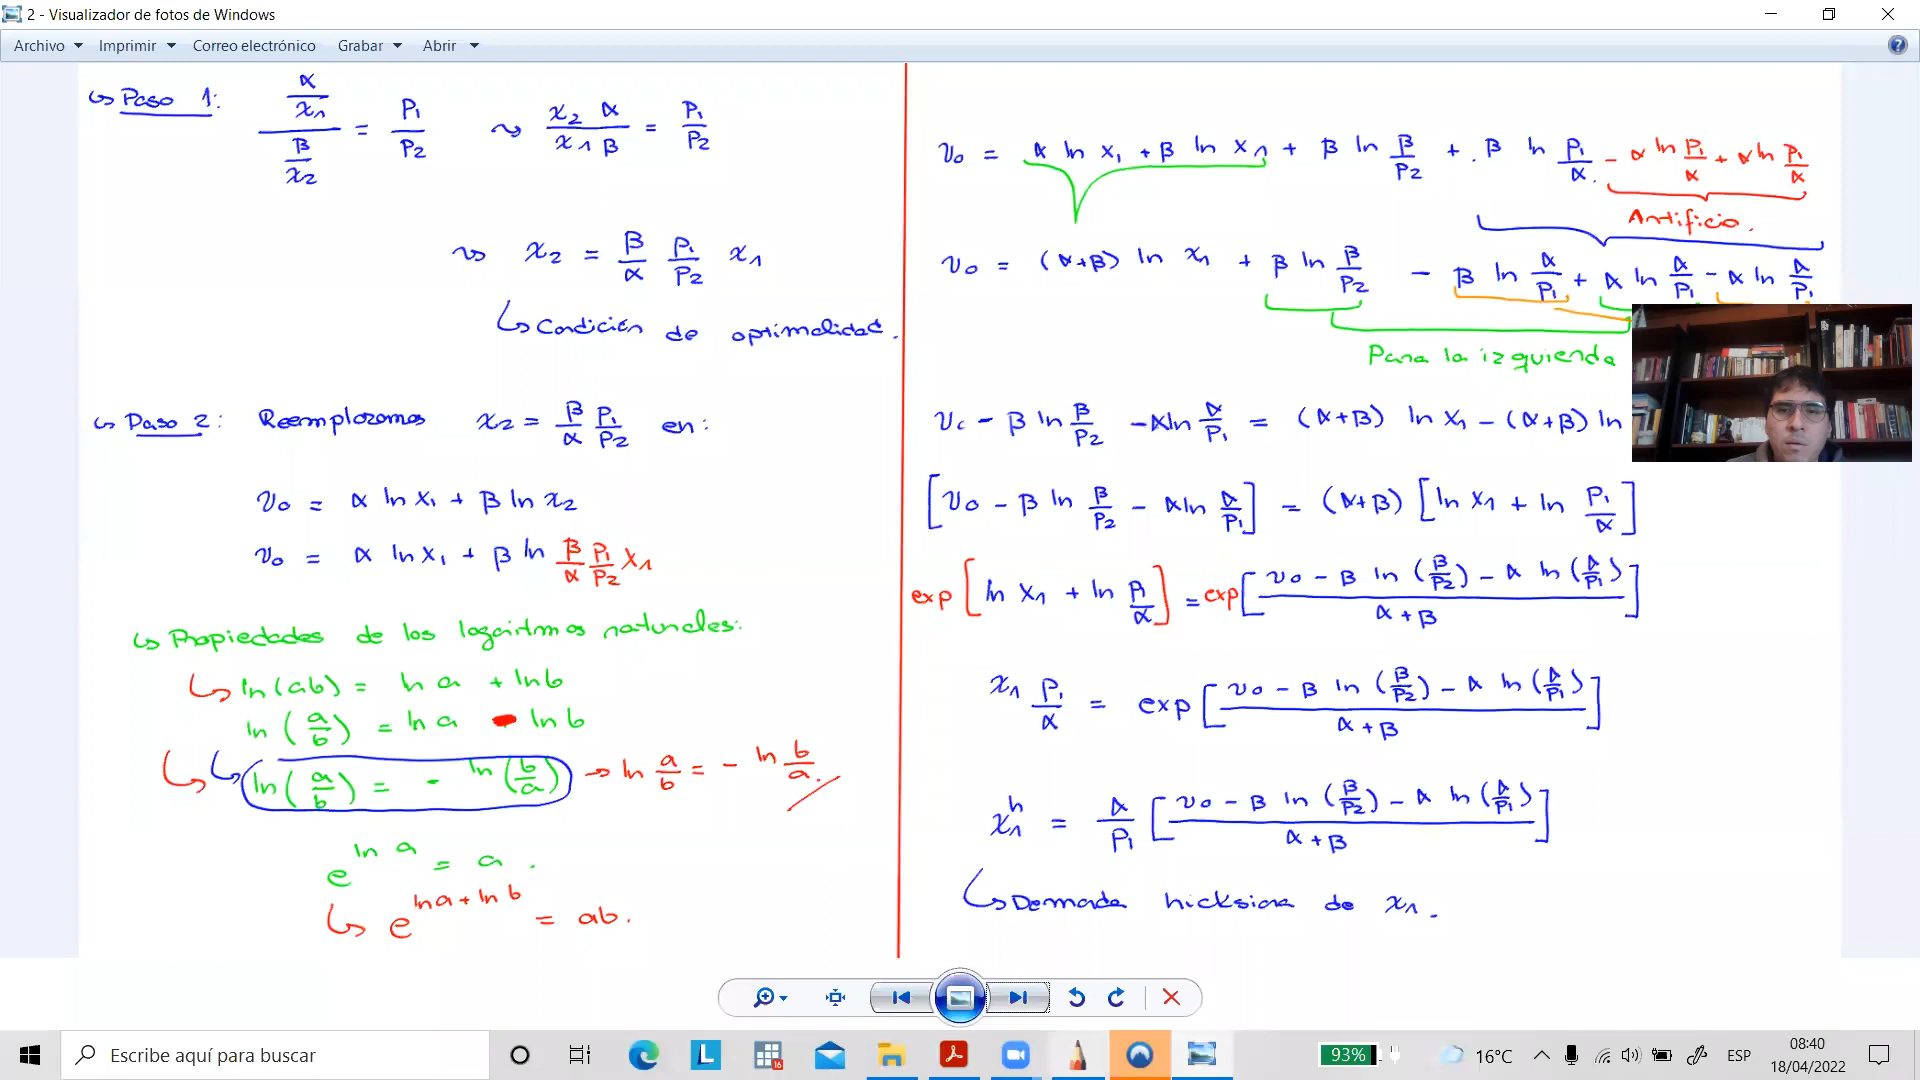 2 - Visualizador de fotos de Windows
Archivo Imprimir Correo electrónico Grabar Abrir
↳ Paso 1: (α/x₁)/(β/x₂) = P₁/P₂ ⤳ x₂ α/x₁ β = P₁/P₂
⤳ x₂ = β/α P₁/P₂ x₁
↳ Condición de optimalidad.
↳ Paso 2: Reemplazamos x₂ = β/α P₁/P₂ en:
v₀ = α ln x₁ + β ln x₂
v₀ = α ln x₁ + β ln β/α P₁/P₂ x₁
↳ Propiedades de los logaritmos naturales:
↳ ln(ab) = ln a + ln b
ln (a/b) = ln a - ln b
↳ ↳ ln (a/b) = - ln (b/a) → ln a/b = - ln b/a.
e^(ln a) = a.
↳ e^(ln a + ln b) = ab.
v₀ = α ln x₁ + β ln x₁ + β ln β/P₂ + β ln P₁/α - α ln P₁/α + α ln P₁/α
Artificio.
v₀ = (α+β) ln x₁ + β ln β/P₂ - β ln α/P₁ + α ln α/P₁ - α ln α/P₁
Para la izquierda
v₀ - β ln β/P₂ - α ln α/P₁ = (α+β) ln x₁ - (α+β) ln
[v₀ - β ln β/P₂ - α ln α/P₁] = (α+β) [ln x₁ + ln P₁/α]
exp [ln x₁ + ln P₁/α] = exp [(v₀ - β ln (β/P₂) - α ln (α/P₁))/(α+β)]
x₁ P₁/α = exp [(v₀ - β ln (β/P₂) - α ln (α/P₁))/(α+β)]
x₁ʰ = α/P₁ [(v₀ - β ln (β/P₂) - α ln (α/P₁))/(α+β)]
↳ Demada hicksiana de x₁.
Escribe aquí para buscar
L
16
93%
16°C
ESP
08:40
18/04/2022